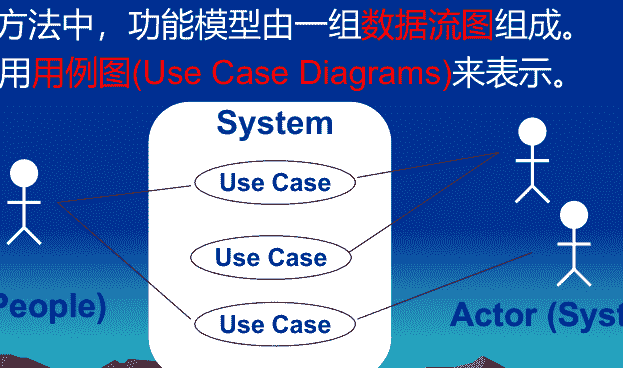 方法中，功能模型由一组数据流图组成。
用用例图(Use Case Diagrams)来表示。
System
Use Case
Use Case
Use Case
People)
Actor (Syst